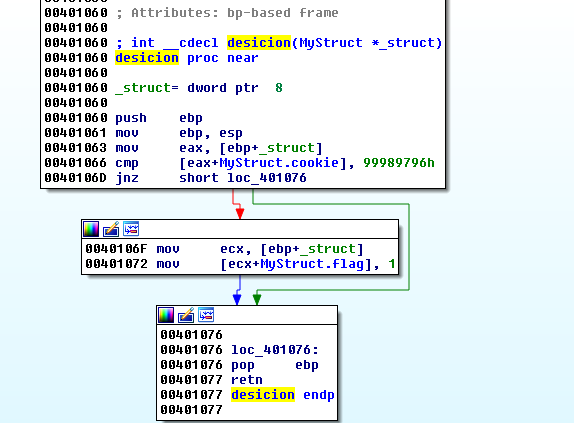 00401060 ; Attributes: bp-based frame
00401060
00401060 ; int __cdecl desicion(MyStruct *_struct)
00401060 desicion proc near
00401060
00401060 _struct= dword ptr  8
00401060
00401060 push    ebp
00401061 mov     ebp, esp
00401063 mov     eax, [ebp+_struct]
00401066 cmp     [eax+MyStruct.cookie], 99989796h
0040106D jnz     short loc_401076
0040106F mov     ecx, [ebp+_struct]
00401072 mov     [ecx+MyStruct.flag], 1
00401076
00401076 loc_401076:
00401076 pop     ebp
00401077 retn
00401077 desicion endp
00401077